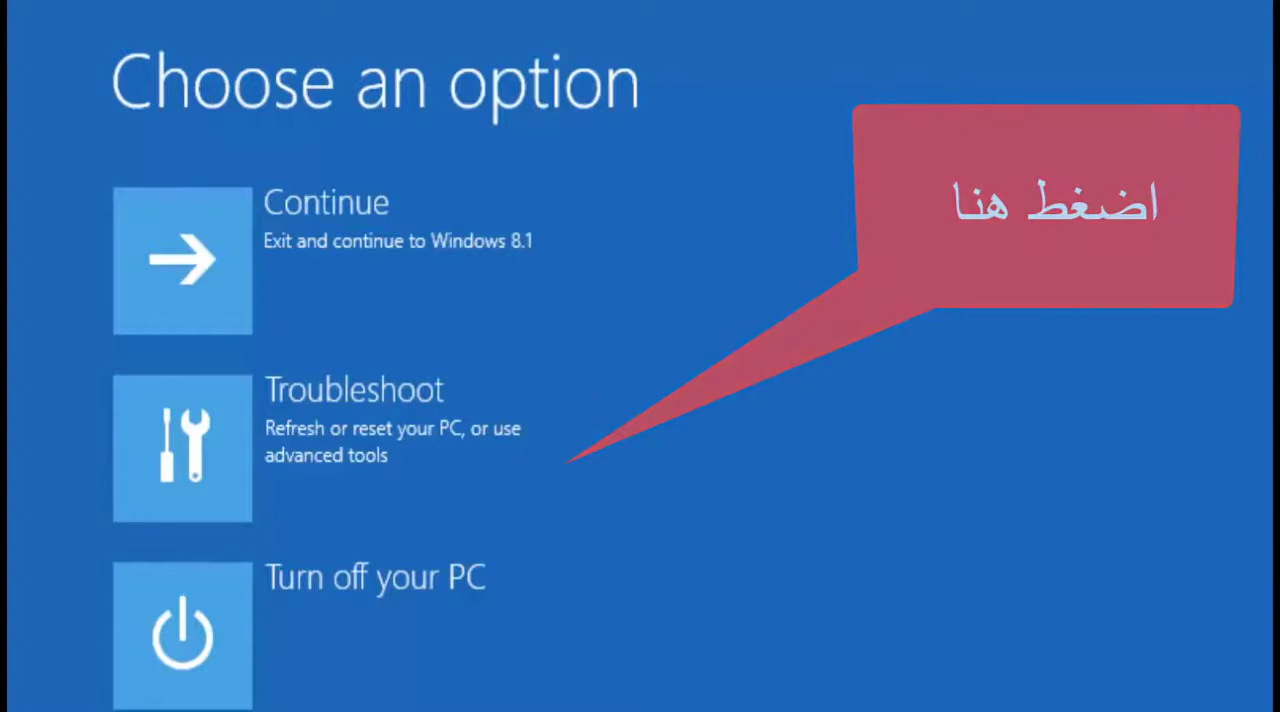 Choose an option
Continue
Exit and continue to Windows 8.1
Troubleshoot
Refresh or reset your PC, or use
advanced tools
Turn off your PC
اضغط هنا